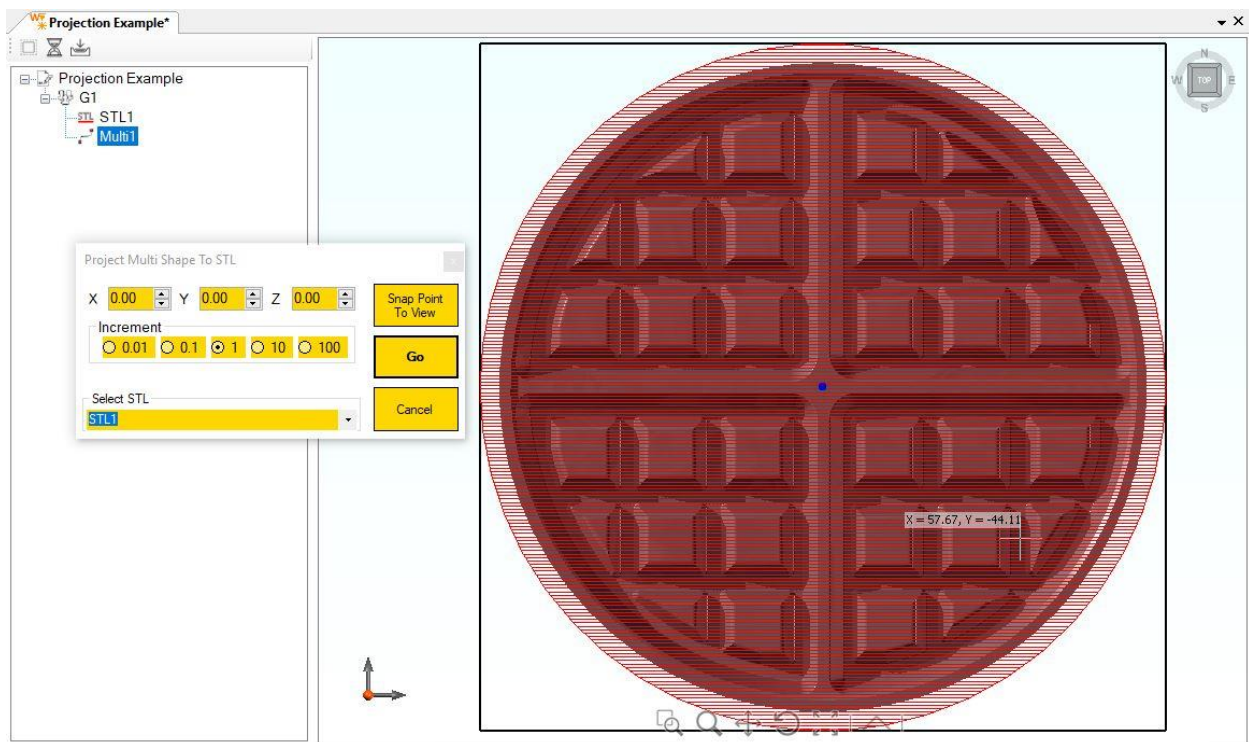 WF Projection Example*
Projection Example
G1
STL STL1
Multi1
Project Multi Shape To STL
X 0.00 Y 0.00 Z 0.00
Snap Point
To View
Increment
0.01 0.1 1 10 100
Go
Select STL
STL1
Cancel
N
W TOP E
S
X = 57.67, Y = -44.11